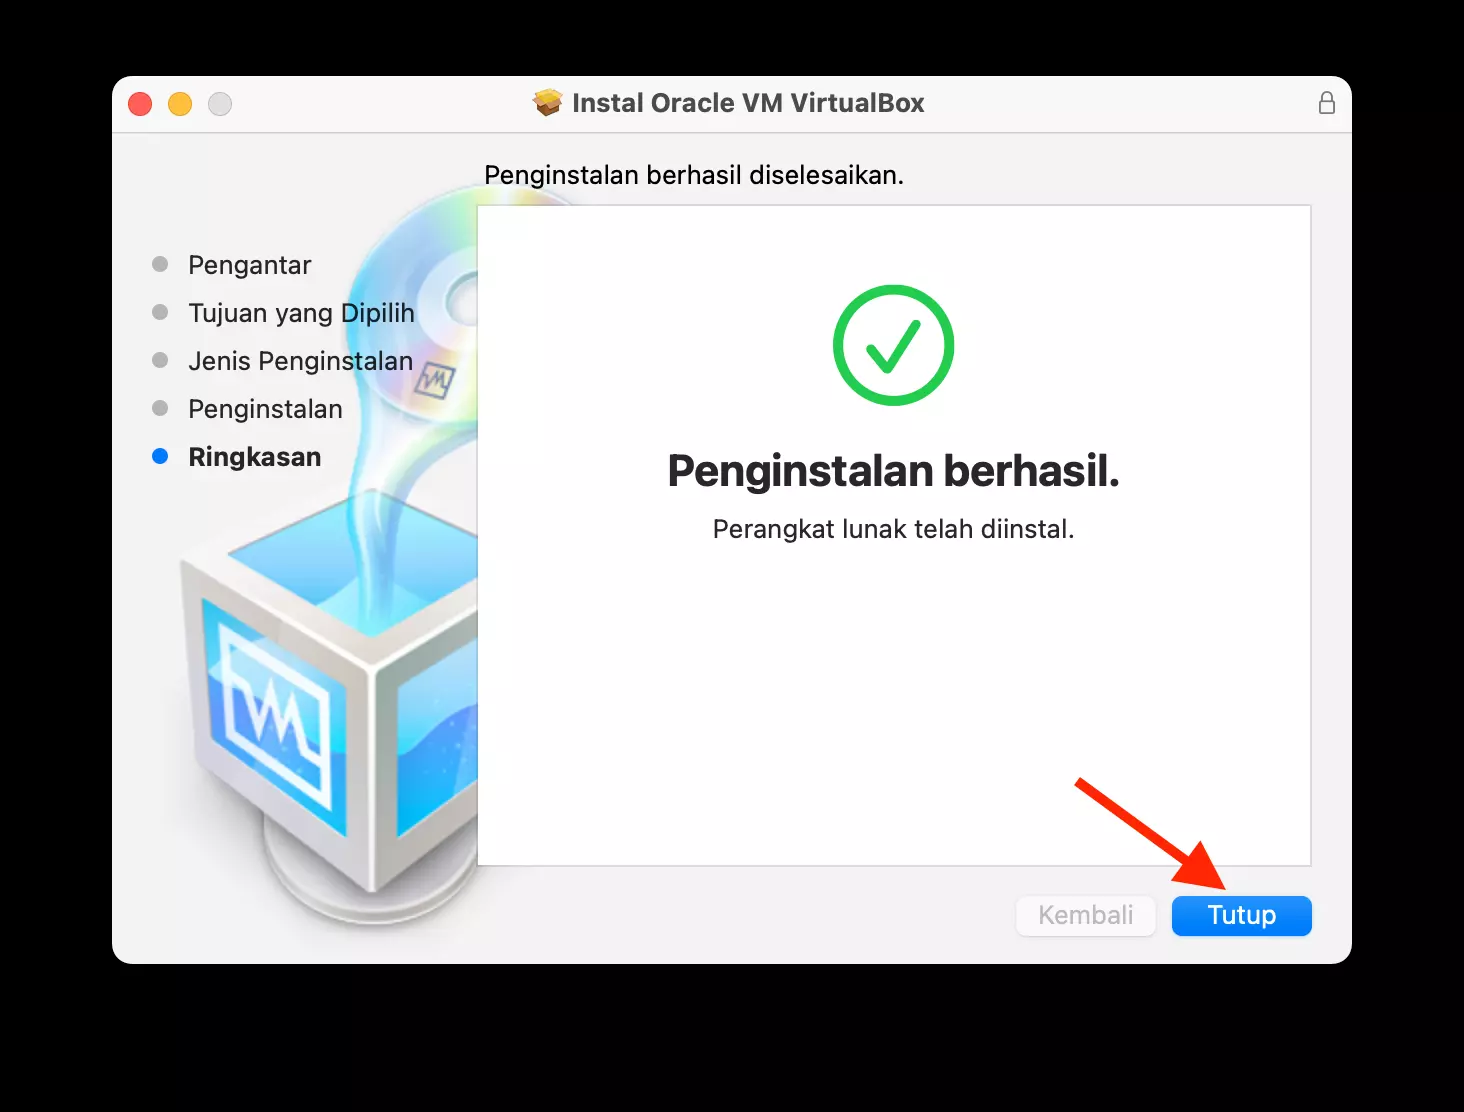 Instal Oracle VM VirtualBox
Penginstalan berhasil diselesaikan.
Pengantar
Tujuan yang Dipilih
Jenis Penginstalan
Penginstalan
Ringkasan
Penginstalan berhasil.
Perangkat lunak telah diinstal.
Kembali
Tutup